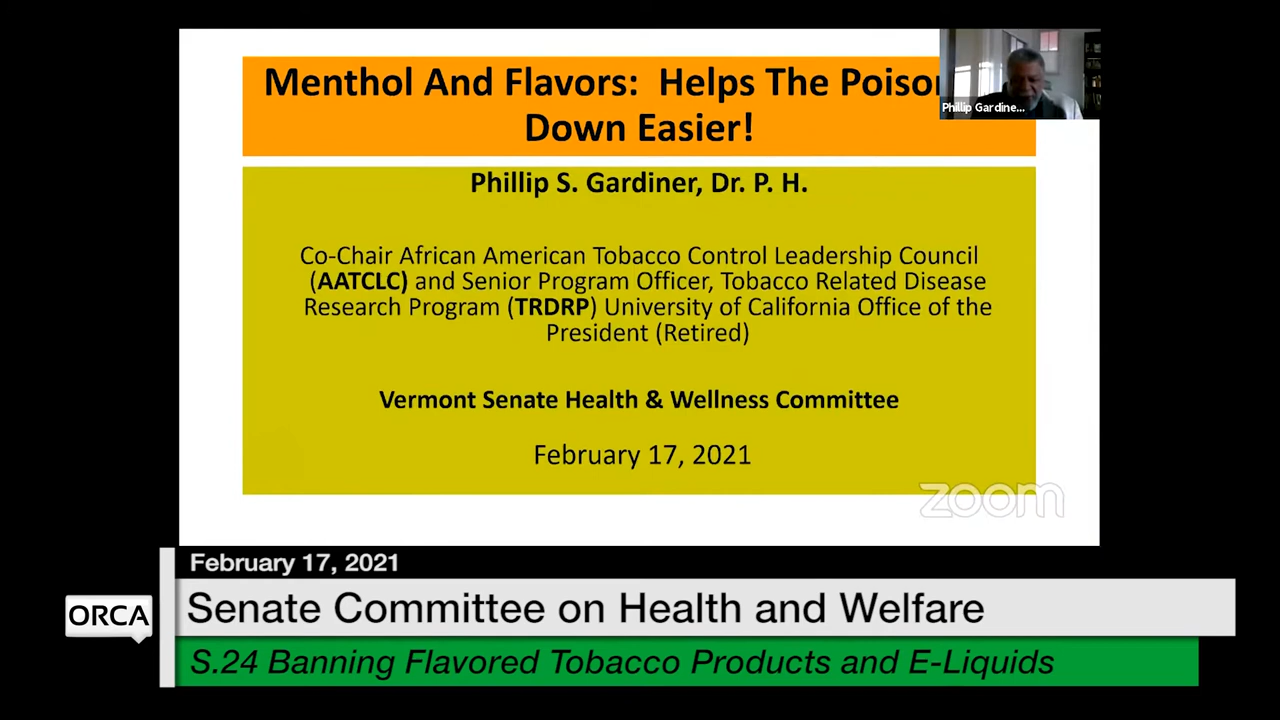 Menthol And Flavors: Helps The Poison
Down Easier!
Phillip Gardine...
Phillip S. Gardiner, Dr. P. H.
Co-Chair African American Tobacco Control Leadership Council
(AATCLC) and Senior Program Officer, Tobacco Related Disease
Research Program (TRDRP) University of California Office of the
President (Retired)
Vermont Senate Health & Wellness Committee
February 17, 2021
zoom
February 17, 2021
ORCA
Senate Committee on Health and Welfare
S.24 Banning Flavored Tobacco Products and E-Liquids